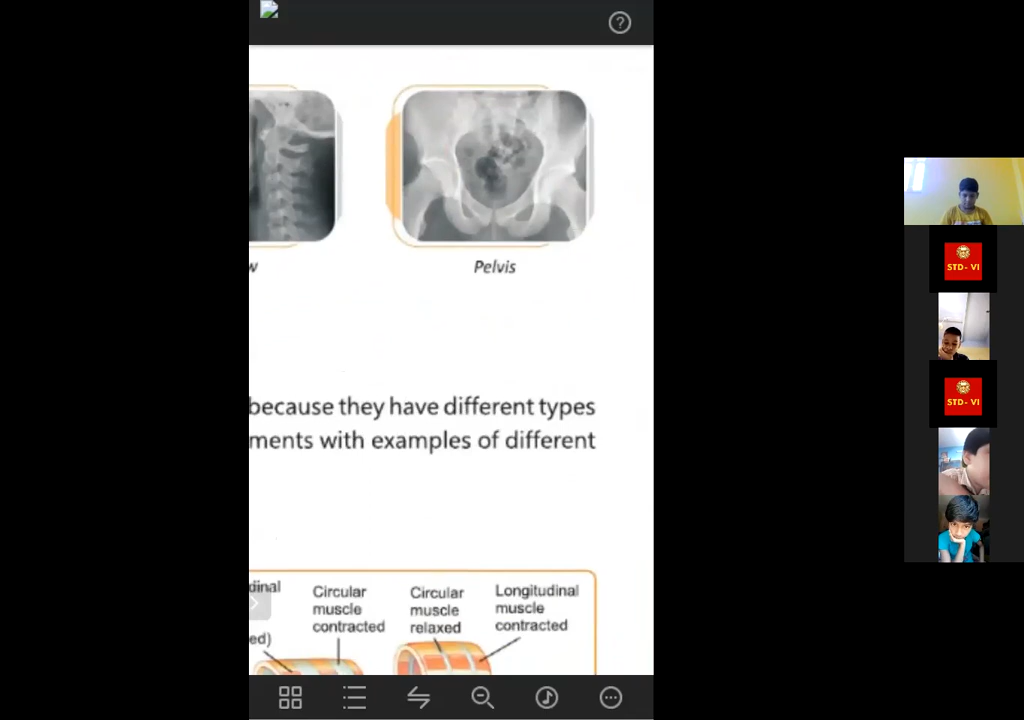 w
Pelvis
because they have different types
ments with examples of different
dinal
ed)
Circular
muscle
contracted
Circular
muscle
relaxed
Longitudinal
muscle
contracted
STD- VI
STD- VI